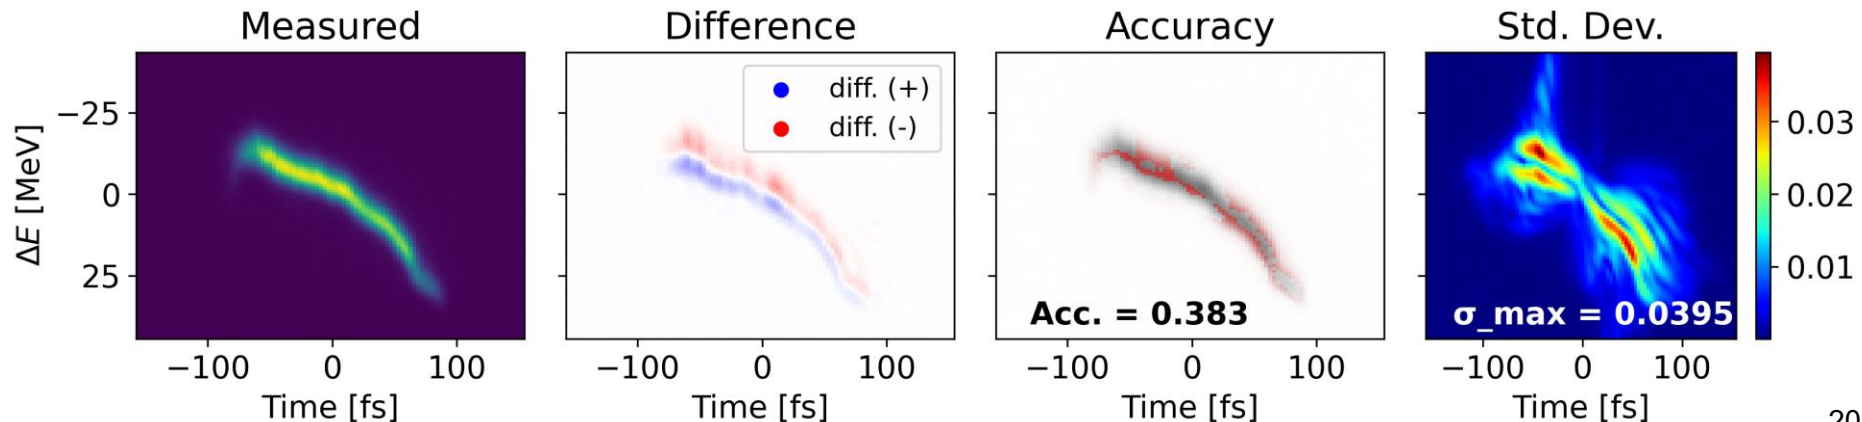 Measured
Difference
Accuracy
Std. Dev.
ΔE [MeV]
−25
0
25
diff. (+)
diff. (-)
Acc. = 0.383
σ_max = 0.0395
0.03
0.02
0.01
−100 0 100
−100 0 100
−100 0 100
−100 0 100
Time [fs]
Time [fs]
Time [fs]
Time [fs]